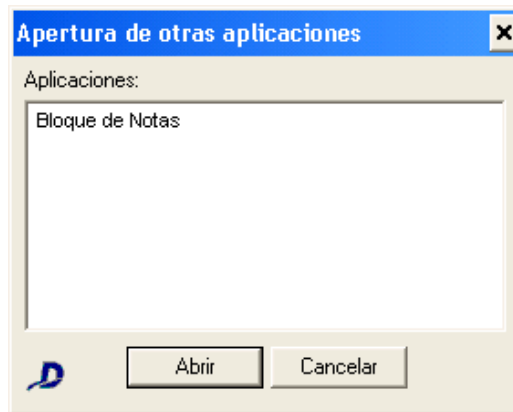 Apertura de otras aplicaciones
Aplicaciones:
Bloque de Notas
Abrir
Cancelar